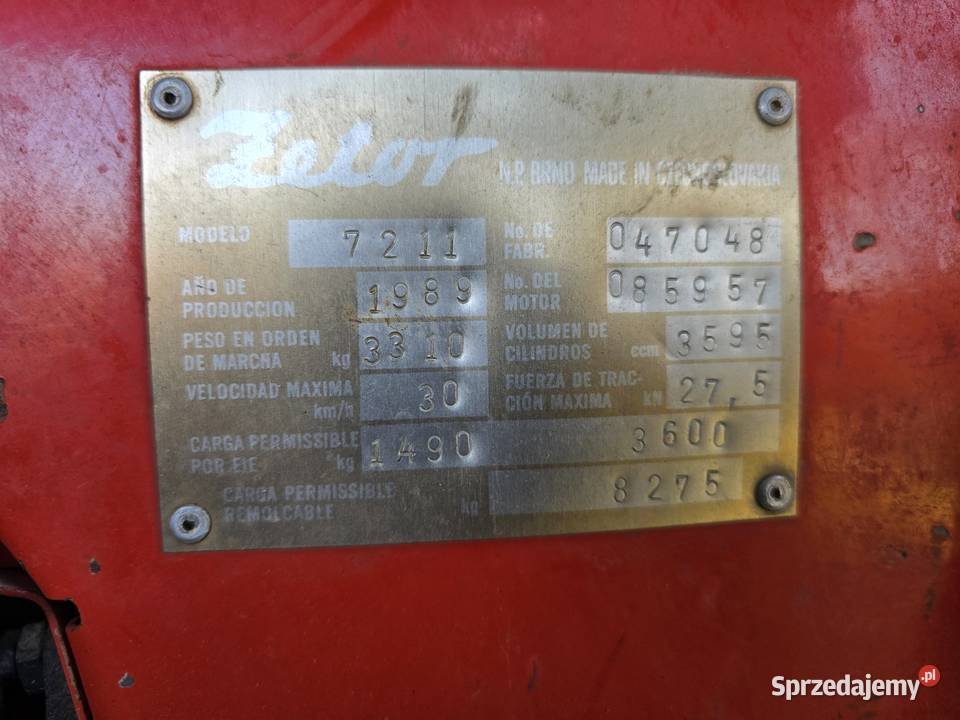 Zetor N.P. BRNO MADE IN CZECHOSLOVAKIA
MODELO 7211
No. DE FABR. 047048
AÑO DE PRODUCCION 1989
No. DEL MOTOR 085957
PESO EN ORDEN DE MARCHA kg 3310
VOLUMEN DE CILINDROS ccm 3595
VELOCIDAD MAXIMA km/h 30
FUERZA DE TRAC-
CIÓN MAXIMA kN 27,5
CARGA PERMISSIBLE POR EJE kg 1490 3600
CARGA PERMISSIBLE REMOLCABLE kg 8275
Sprzedajemy.pl